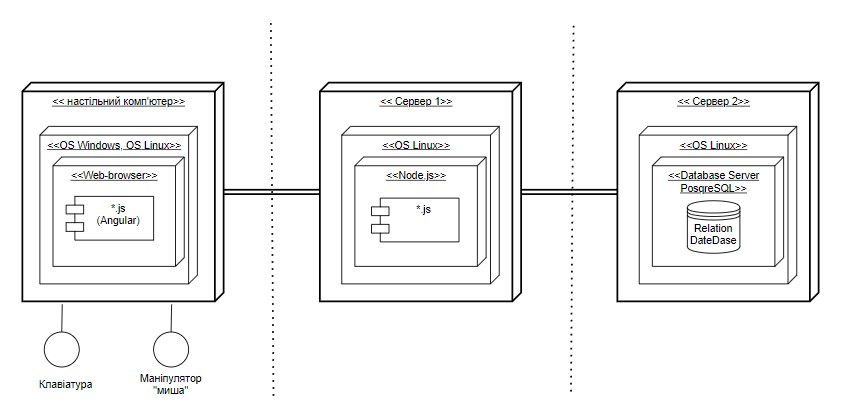 << настільний комп'ютер>>
<<OS Windows, OS Linux>>
<<Web-browser>>
*.js
(Angular)
Клавіатура
Маніпулятор
"миша"
<< Сервер 1>>
<<OS Linux>>
<<Node.js>>
*.js
<< Сервер 2>>
<<OS Linux>>
<<Database Server
PosqreSQL>>
Relation
DateDase